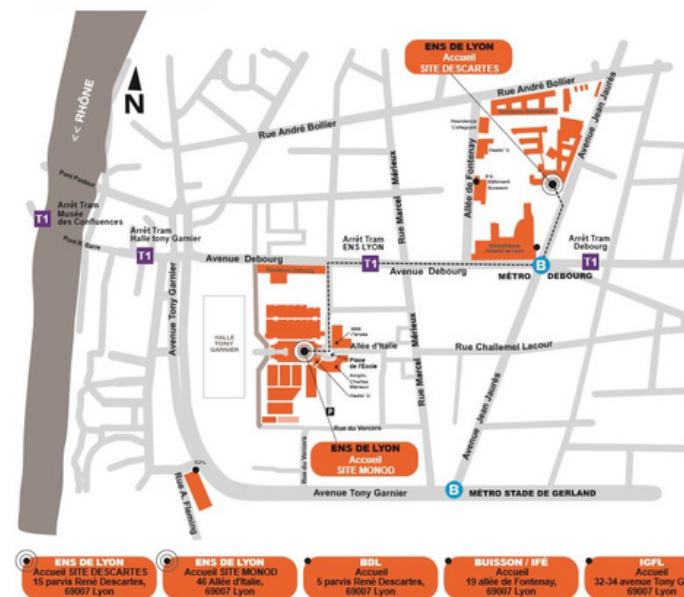 ENS DE LYON
Accueil
SITE DESCARTES
<< RHÔNE
N
Rue André Bollier
Rue André Bollier
Avenue Jean Jaurès
Allée de Fontenay
Rue Marcel Mérieux
Pont Pasteur
Arrêt Tram
Musée
des Confluences
T1
Arrêt Tram
Halle tony Garnier
T1
Arrêt Tram
ENS LYON
T1
Arrêt Tram
Debourg
T1
Avenue Debourg
Avenue Debourg
B
MÉTRO DEBOURG
Avenue Tony Garnier
HALLE
TONY
GARNIER
Allée d'Italie
Rue Challemel Lacour
Place
de l'École
Rue Marcel Mérieux
Avenue Jean Jaurès
P
Rue du Vercors
Rue du Vercors
ENS DE LYON
Accueil
SITE MONOD
Rue A. Fleming
Avenue Tony Garnier
B
MÉTRO STADE DE GERLAND
ENS DE LYON
Accueil SITE DESCARTES
15 parvis René Descartes,
69007 Lyon
ENS DE LYON
Accueil SITE MONOD
46 Allée d'Italie,
69007 Lyon
BDL
Accueil
5 parvis René Descartes,
69007 Lyon
BUISSON / IFÉ
Accueil
19 allée de Fontenay,
69007 Lyon
IGFL
Accueil
32-34 avenue Tony G
69007 Lyon